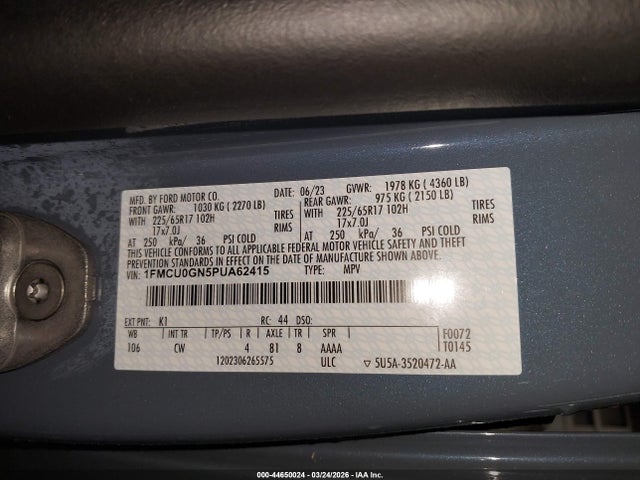 MFD. BY FORD MOTOR CO. DATE: 06/23 GVWR: 1978 KG ( 4360 LB)
FRONT GAWR: 1030 KG ( 2270 LB) REAR GAWR: 975 KG ( 2150 LB)
WITH 225/65R17 102H TIRES WITH 225/65R17 102H TIRES
17x7.0J RIMS 17x7.0J RIMS
AT 250 kPa/ 36 PSI COLD AT 250 kPa/ 36 PSI COLD
THIS VEHICLE CONFORMS TO ALL APPLICABLE FEDERAL MOTOR VEHICLE SAFETY AND THEFT
PREVENTION STANDARDS IN EFFECT ON THE DATE OF MANUFACTURE SHOWN ABOVE.
VIN: 1FMCU0GN5PUA62415 TYPE: MPV
EXT PNT: K1 RC: 44 DSO: F0072
WB INT TR TP/PS R AXLE TR SPR T0145
106 CW 4 81 8 AAAA
1202306265575 ULC ▽ 5U5A-3520472-AA
000-44650024 - 03/24/2026 - IAA Inc.